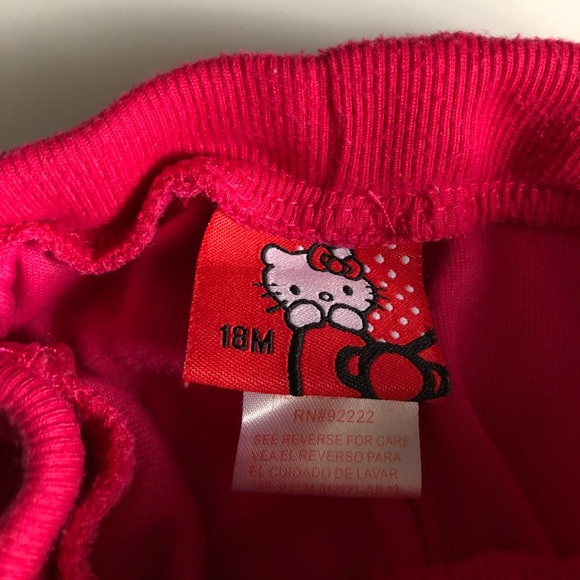 18M
RN#92222
SEE REVERSE FOR CARE
VEA EL REVERSO PARA
EL CUIDADO DE LAVAR